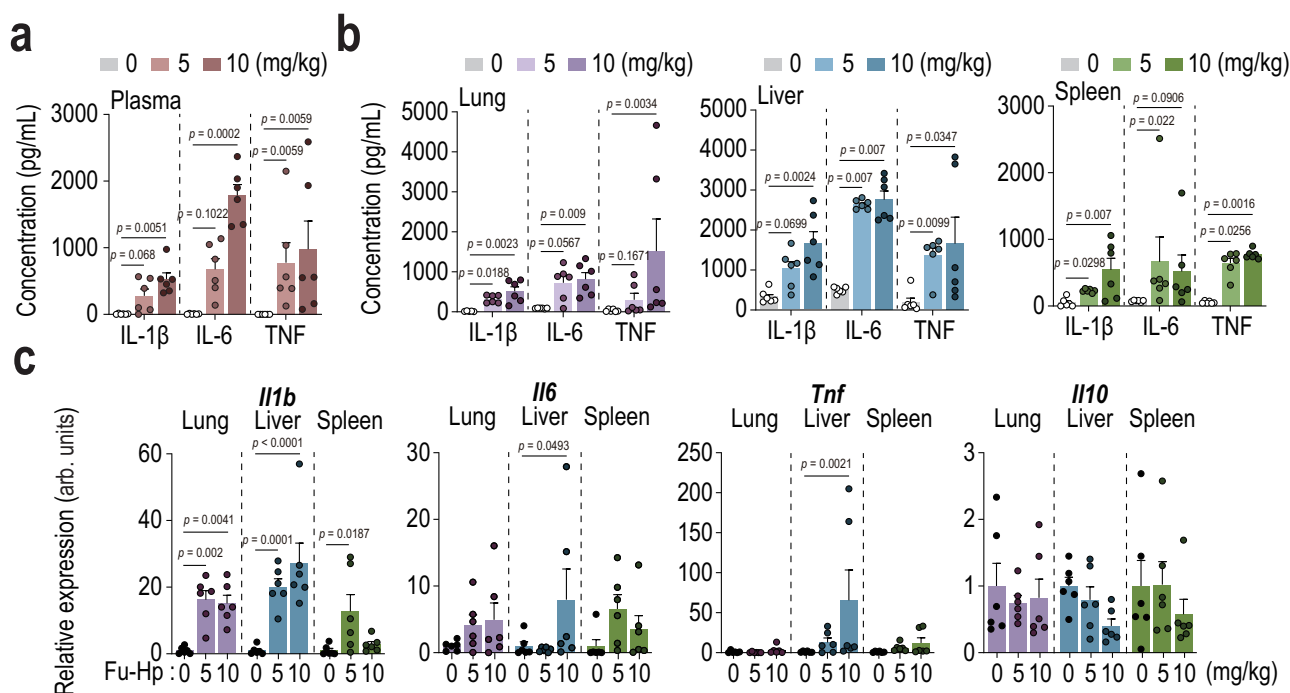 a
b
0 5 10 (mg/kg)
0 5 10 (mg/kg)
0 5 10 (mg/kg)
0 5 10 (mg/kg)
Plasma
Concentration (pg/mL)
3000
2000
1000
0
p = 0.068
p = 0.0051
p = 0.1022
p = 0.0002
p = 0.0059
p = 0.0059
IL-1β IL-6 TNF
Lung
Concentration (pg/mL)
5000
4000
3000
2000
1000
0
p = 0.0188
p = 0.0023
p = 0.0567
p = 0.009
p = 0.1671
p = 0.0034
IL-1β IL-6 TNF
Liver
5000
4000
3000
2000
1000
0
p = 0.0699
p = 0.0024
p = 0.007
p = 0.007
p = 0.0099
p = 0.0347
IL-1β IL-6 TNF
Spleen
3000
2000
1000
0
p = 0.0298
p = 0.007
p = 0.022
p = 0.0906
p = 0.0256
p = 0.0016
IL-1β IL-6 TNF
c
Relative expression (arb. units)
Il1b
Lung Liver Spleen
60
40
20
0
p = 0.002
p = 0.0041
p = 0.0001
p < 0.0001
p = 0.0187
Fu-Hp : 0 5 10 0 5 10 0 5 10
Il6
Lung Liver Spleen
30
20
10
0
p = 0.0493
0 5 10 0 5 10 0 5 10
Tnf
Lung Liver Spleen
250
200
150
100
50
0
p = 0.0021
0 5 10 0 5 10 0 5 10
Il10
Lung Liver Spleen
3
2
1
0
0 5 10 0 5 10 0 5 10 (mg/kg)